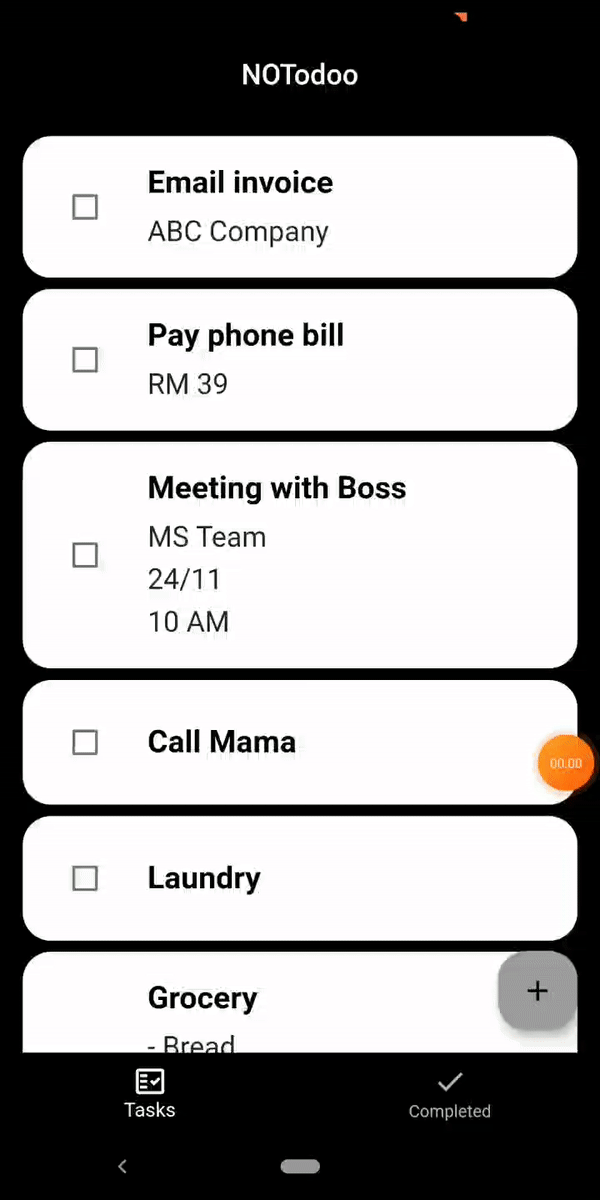 NOTodoo
Email invoice
ABC Company
Pay phone bill
RM 39
Meeting with Boss
MS Team
24/11
10 AM
Call Mama
00:00
Laundry
Grocery
- Bread
Tasks
Completed